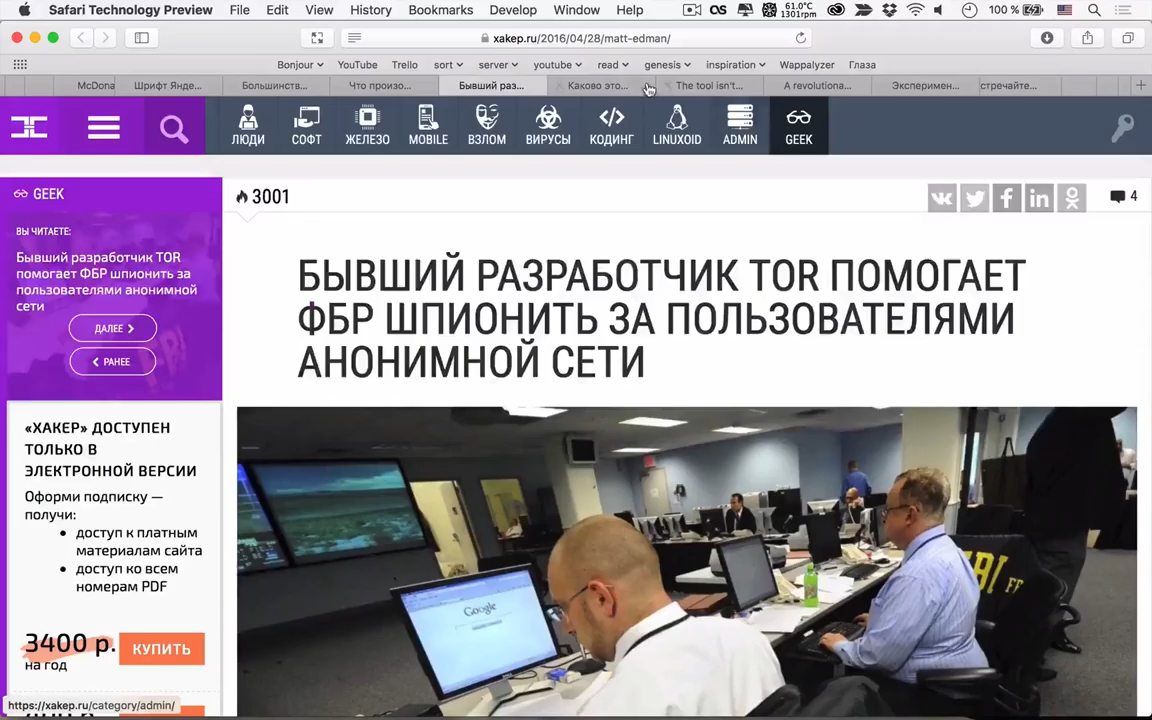 Safari Technology Preview File Edit View History Bookmarks Develop Window Help
61.0°C
1301rpm
100 %
xakep.ru/2016/04/28/matt-edman/
Bonjour YouTube Trello sort server youtube read genesis inspiration Wappalyzer Глаза
McDona Шрифт Янде... Большинств... Что произо... Бывший раз... Каково это... The tool isn't... A revolutiona... Эксперимен... стречайте...
ЛЮДИ СОФТ ЖЕЛЕЗО MOBILE ВЗЛОМ ВИРУСЫ КОДИНГ LINUXOID ADMIN GEEK
GEEK
ВЫ ЧИТАЕТЕ:
Бывший разработчик TOR
помогает ФБР шпионить за
пользователями анонимной
сети
ДАЛЕЕ
РАНЕЕ
«ХАКЕР» ДОСТУПЕН
ТОЛЬКО В
ЭЛЕКТРОННОЙ ВЕРСИИ
Оформи подписку —
получи:
доступ к платным
материалам сайта
доступ ко всем
номерам PDF
3400 р.
на год
КУПИТЬ
https://xakep.ru/category/admin/
3001
4
БЫВШИЙ РАЗРАБОТЧИК TOR ПОМОГАЕТ
ФБР ШПИОНИТЬ ЗА ПОЛЬЗОВАТЕЛЯМИ
АНОНИМНОЙ СЕТИ
Google